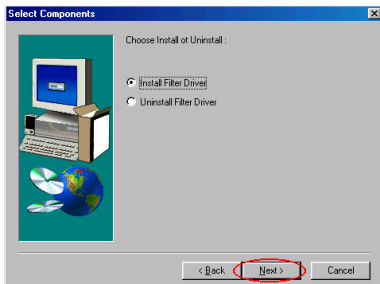 Select Components
Choose Install ot Uninstall :
Install Filter Driver
Uninstall Filter Driver
< Back
Next >
Cancel